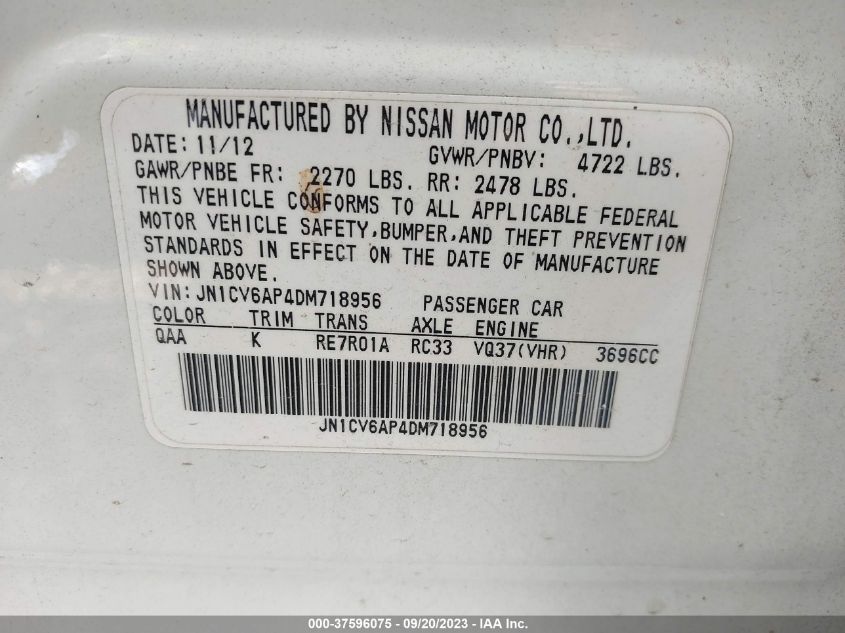 MANUFACTURED BY NISSAN MOTOR CO.,LTD.
DATE: 11/12 GVWR/PNBV: 4722 LBS.
GAWR/PNBE FR: 2270 LBS. RR: 2478 LBS.
THIS VEHICLE CONFORMS TO ALL APPLICABLE FEDERAL
MOTOR VEHICLE SAFETY,BUMPER,AND THEFT PREVENTION
STANDARDS IN EFFECT ON THE DATE OF MANUFACTURE
SHOWN ABOVE.
VIN: JN1CV6AP4DM718956 PASSENGER CAR
COLOR TRIM TRANS AXLE ENGINE
QAA K RE7R01A RC33 VQ37(VHR) 3696CC
JN1CV6AP4DM718956
000-37596075 - 09/20/2023 - IAA Inc.